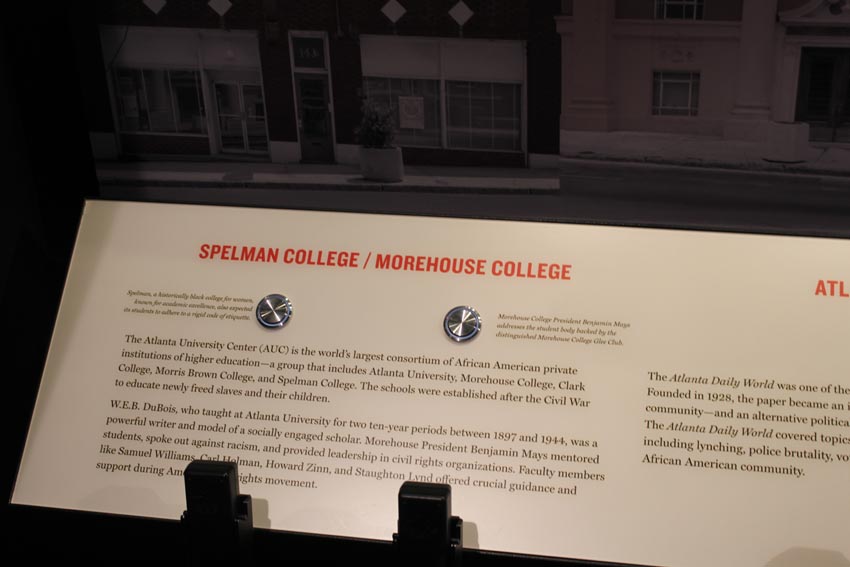 SPELMAN COLLEGE / MOREHOUSE COLLEGE
Spelman, a historically black college for women,
known for academic excellence, also expected
its students to adhere to a rigid code of etiquette.
Morehouse College President Benjamin Mays
addresses the student body backed by the
distinguished Morehouse College Glee Club.
The Atlanta University Center (AUC) is the world's largest consortium of African American private
institutions of higher education—a group that includes Atlanta University, Morehouse College, Clark
College, Morris Brown College, and Spelman College. The schools were established after the Civil War
to educate newly freed slaves and their children.
W.E.B. DuBois, who taught at Atlanta University for two ten-year periods between 1897 and 1944, was a
powerful writer and model of a socially engaged scholar. Morehouse President Benjamin Mays mentored
students, spoke out against racism, and provided leadership in civil rights organizations. Faculty members
like Samuel Williams, Carl Holman, Howard Zinn, and Staughton Lynd offered crucial guidance and
support during Am rights movement.
ATL
The Atlanta Daily World was one of the
Founded in 1928, the paper became an i
community—and an alternative politica
The Atlanta Daily World covered topics
including lynching, police brutality, vo
African American community.